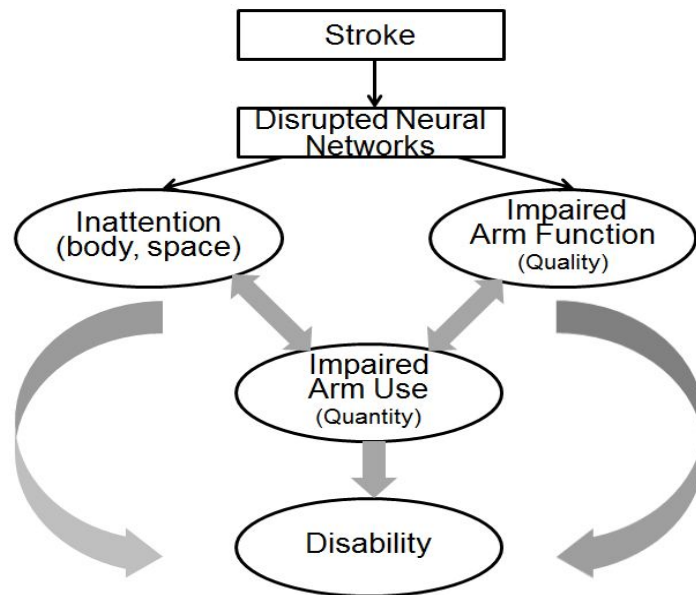 Stroke
Disrupted Neural
Networks
Inattention
(body, space)
Impaired
Arm Function
(Quality)
Impaired
Arm Use
(Quantity)
Disability